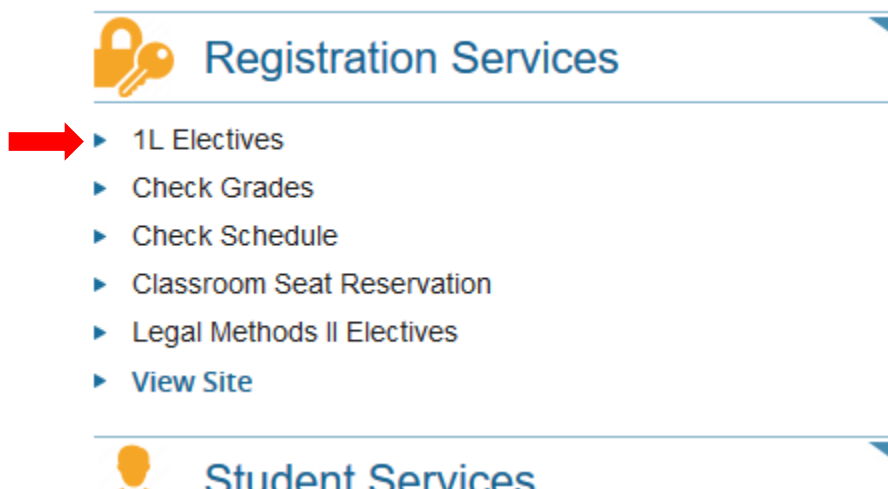 Registration Services
1L Electives
Check Grades
Check Schedule
Classroom Seat Reservation
Legal Methods II Electives
View Site
Student Services